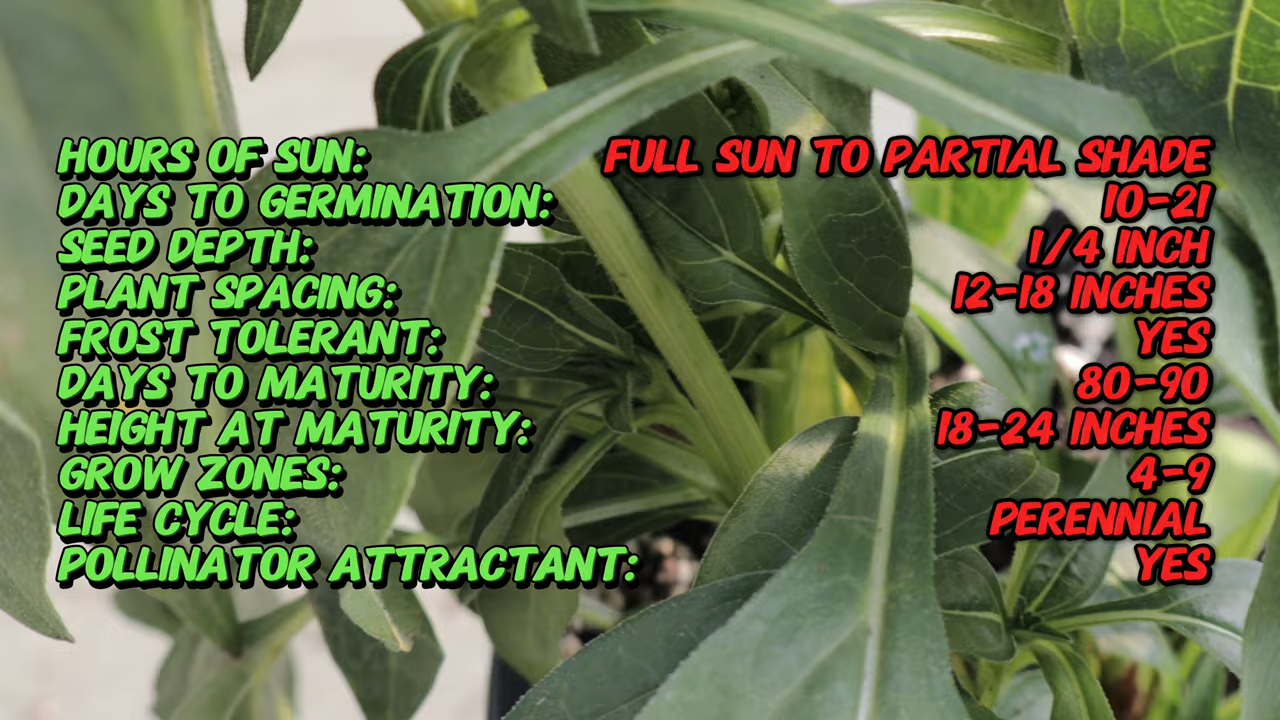 HOURS OF SUN: FULL SUN TO PARTIAL SHADE
DAYS TO GERMINATION: 10-21
SEED DEPTH: 1/4 INCH
PLANT SPACING: 12-18 INCHES
FROST TOLERANT: YES
DAYS TO MATURITY: 80-90
HEIGHT AT MATURITY: 18-24 INCHES
GROW ZONES: 4-9
LIFE CYCLE: PERENNIAL
POLLINATOR ATTRACTANT: YES